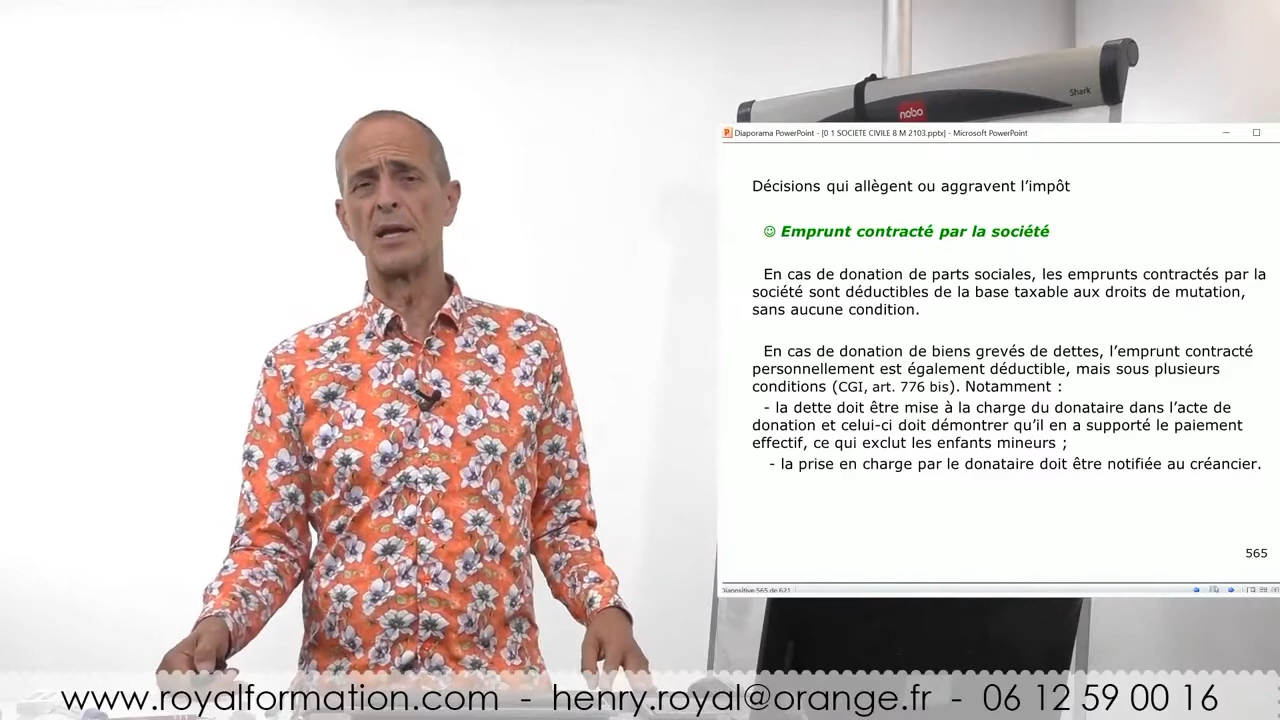 Shark
nobo
Diaporama PowerPoint - [0 1 SOCIETE CIVILE 8 M 2103.pptx] - Microsoft PowerPoint
Décisions qui allègent ou aggravent l'impôt
☺ Emprunt contracté par la société
En cas de donation de parts sociales, les emprunts contractés par la
société sont déductibles de la base taxable aux droits de mutation,
sans aucune condition.
En cas de donation de biens grevés de dettes, l'emprunt contracté
personnellement est également déductible, mais sous plusieurs
conditions (CGI, art. 776 bis). Notamment :
- la dette doit être mise à la charge du donataire dans l'acte de
donation et celui-ci doit démontrer qu'il en a supporté le paiement
effectif, ce qui exclut les enfants mineurs ;
- la prise en charge par le donataire doit être notifiée au créancier.
565
Diapositive 565 de 621
www.royalformation.com - henry.royal@orange.fr - 06 12 59 00 16